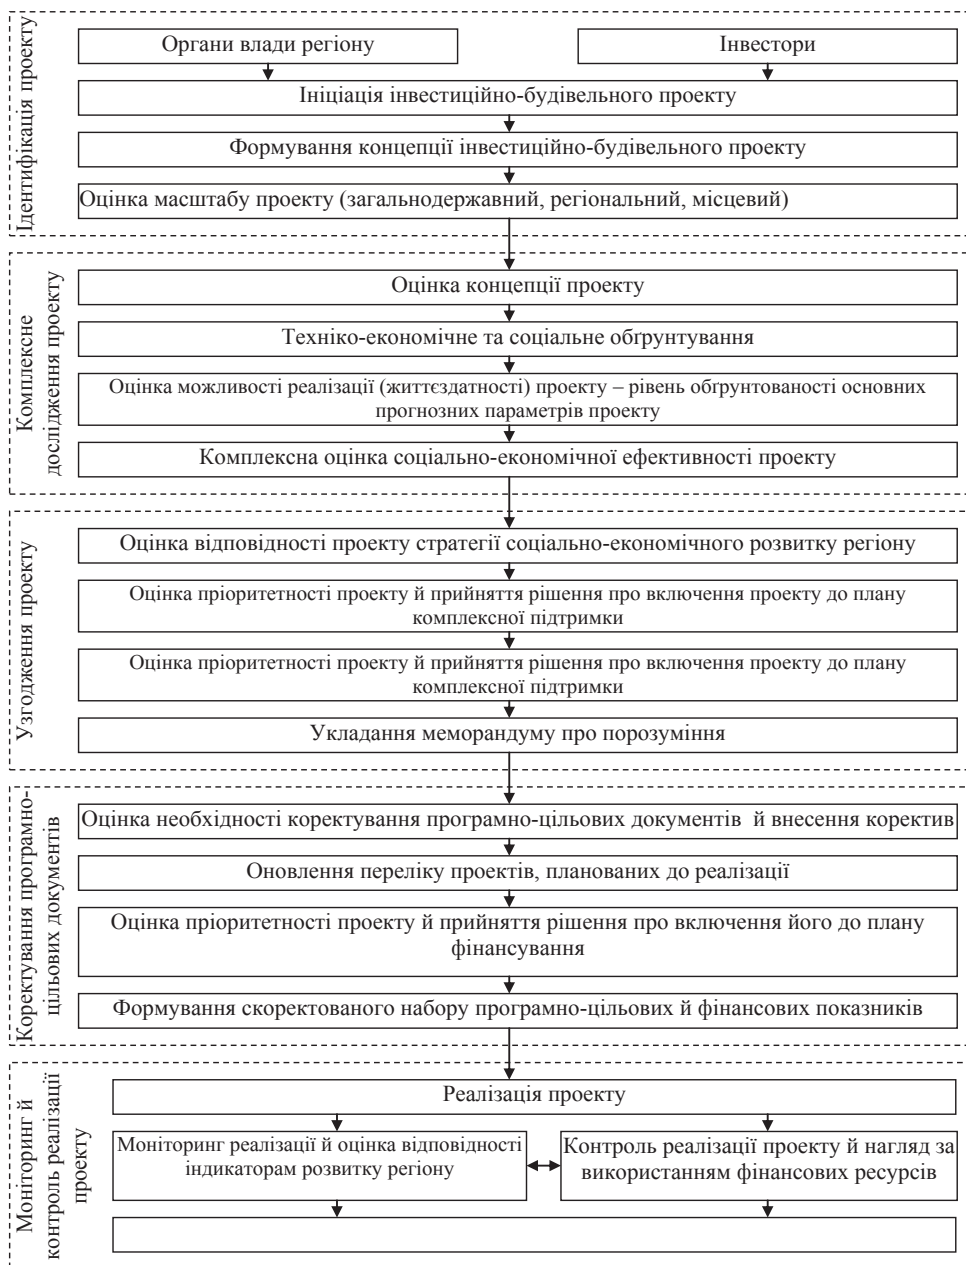 Ідентифікація проекту
Органи влади регіону
Інвестори
Ініціація інвестиційно-будівельного проекту
Формування концепції інвестиційно-будівельного проекту
Оцінка масштабу проекту (загальнодержавний, регіональний, місцевий)
Комплексне
дослідження проекту
Оцінка концепції проекту
Техніко-економічне та соціальне обґрунтування
Оцінка можливості реалізації (життєздатності) проекту – рівень обґрунтованості основних
прогнозних параметрів проекту
Комплексна оцінка соціально-економічної ефективності проекту
Узгодження проекту
Оцінка відповідності проекту стратегії соціально-економічного розвитку регіону
Оцінка пріоритетності проекту й прийняття рішення про включення проекту до плану
комплексної підтримки
Оцінка пріоритетності проекту й прийняття рішення про включення проекту до плану
комплексної підтримки
Укладання меморандуму про порозуміння
Коректування програмно-
цільових документів
Оцінка необхідності коректування програмно-цільових документів й внесення коректив
Оновлення переліку проектів, планованих до реалізації
Оцінка пріоритетності проекту й прийняття рішення про включення його до плану
фінансування
Формування скоректованого набору програмно-цільових й фінансових показників
Моніторинг й
контроль реалізації
проекту
Реалізація проекту
Моніторинг реалізації й оцінка відповідності
індикаторам розвитку регіону
Контроль реалізації проекту й нагляд за
використанням фінансових ресурсів